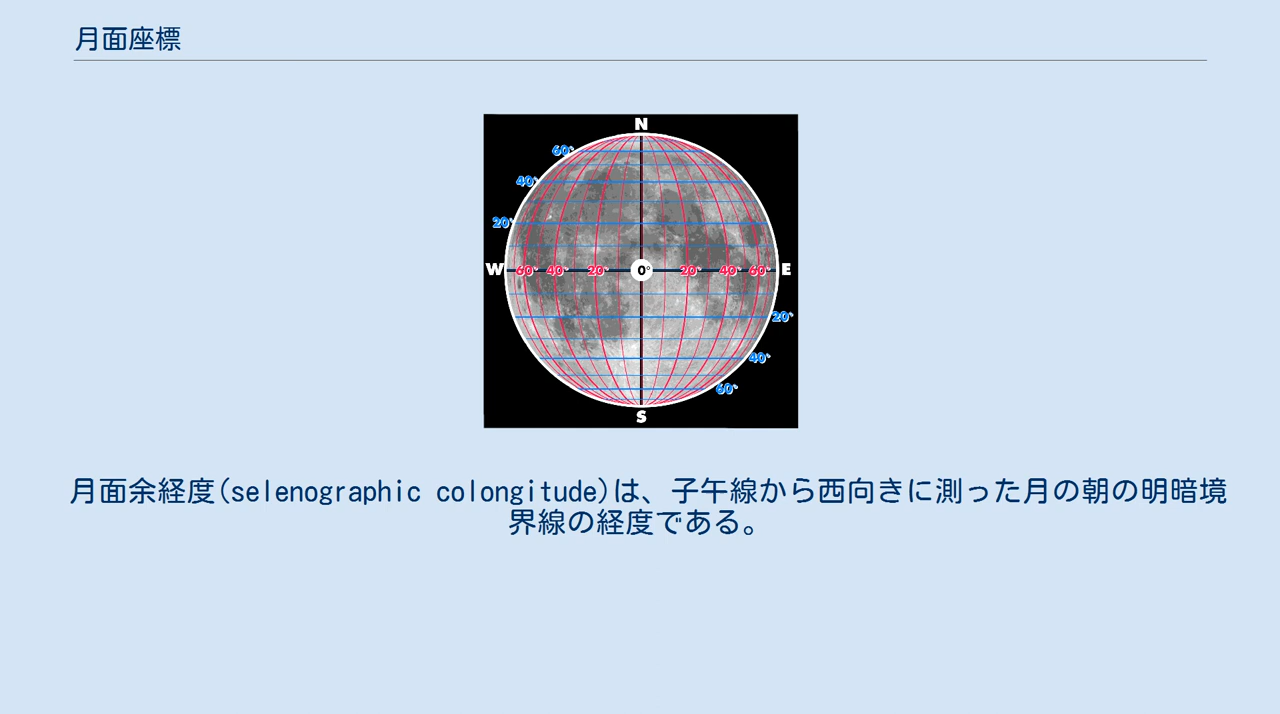 月面座標
N
60°
40°
20°
W 60° 40° 20° 0° 20° 40° 60° E
20°
40°
60°
S
月面余経度(selenographic colongitude)は、子午線から西向きに測った月の朝の明暗境
界線の経度である。